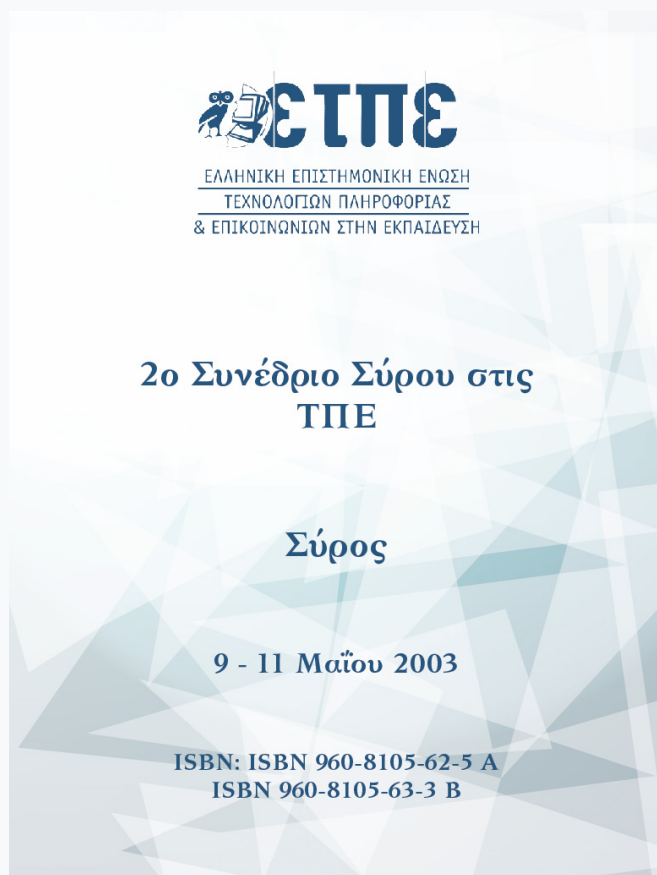 ετπε
ΕΛΛΗΝΙΚΗ ΕΠΙΣΤΗΜΟΝΙΚΗ ΕΝΩΣΗ
ΤΕΧΝΟΛΟΓΙΩΝ ΠΛΗΡΟΦΟΡΙΑΣ
& ΕΠΙΚΟΙΝΩΝΙΩΝ ΣΤΗΝ ΕΚΠΑΙΔΕΥΣΗ
2ο Συνέδριο Σύρου στις
ΤΠΕ
Σύρος
9 - 11 Μαΐου 2003
ISBN: ISBN 960-8105-62-5 Α
ISBN 960-8105-63-3 Β